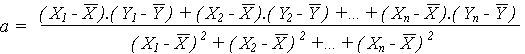 a = (X1 - X̅).(Y1 - Y̅) + (X2 - X̅).(Y2 - Y̅) +...+ (Xn - X̅).(Yn - Y̅)
(X1 - X̅)² + (X2 - X̅)² +...+ (Xn - X̅)²